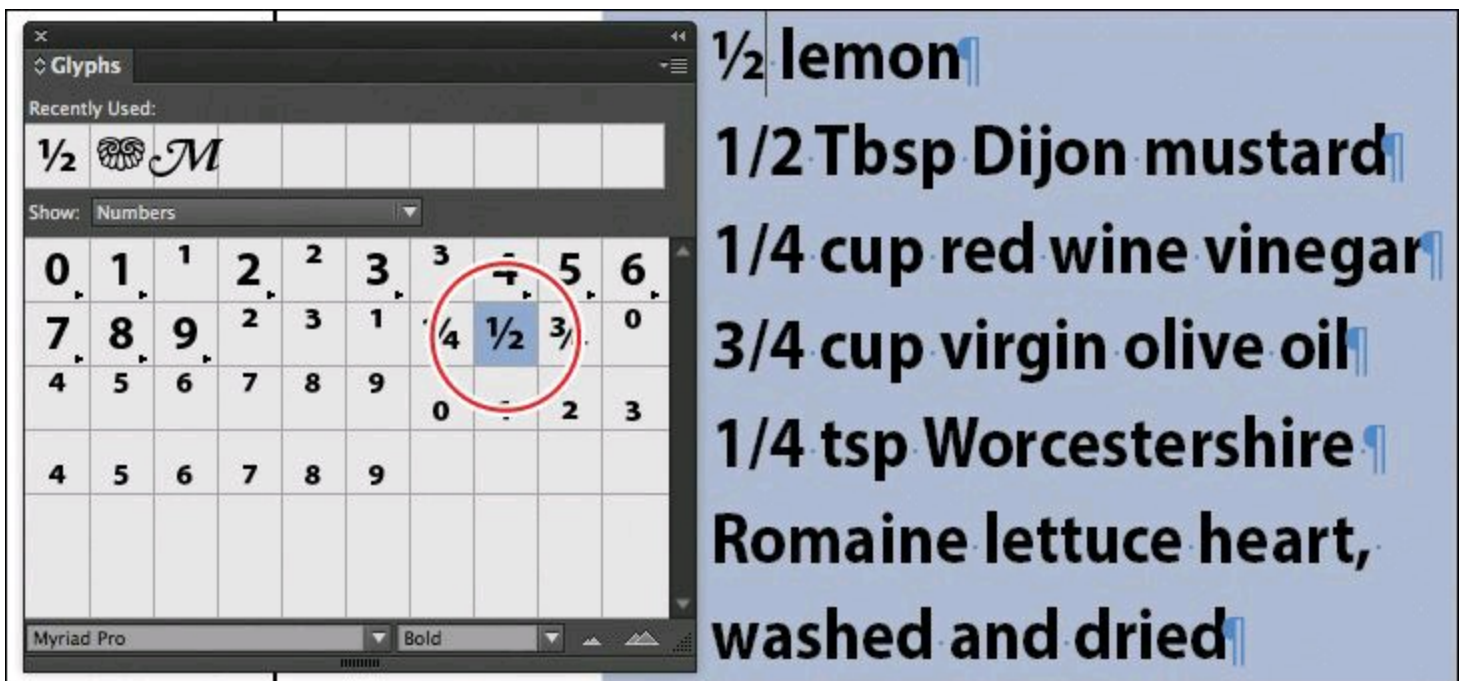 Glyphs
Recently Used:
½ M
Show: Numbers
0 1 ¹ 2 ² 3 ³ 4 5 6
7 8 9 ² ³ ¹ ¼ ½ ¾ ⁰
⁴ ⁵ ⁶ ⁷ ⁸ ⁹ ₀ ₂ ₃
₄ ₅ ₆ ₇ ₈ ₉
Myriad Pro Bold
½ lemon¶
1/2 Tbsp Dijon mustard¶
1/4 cup red wine vinegar¶
3/4 cup virgin olive oil¶
1/4 tsp Worcestershire ¶
Romaine lettuce heart,
washed and dried¶